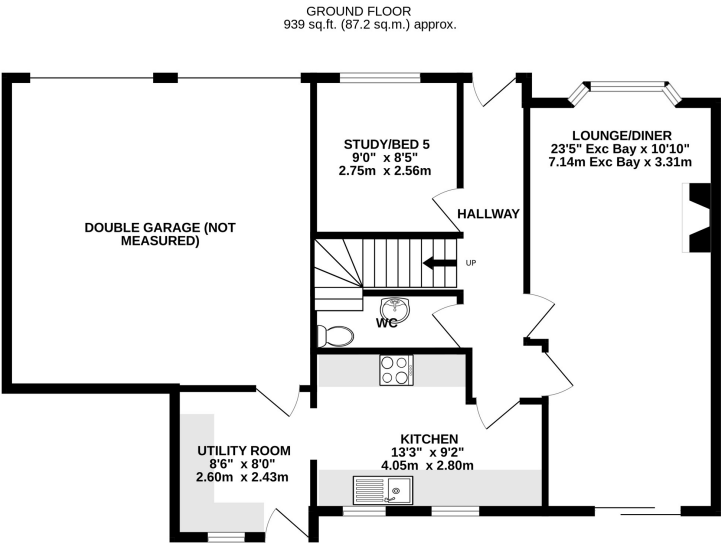 GROUND FLOOR
939 sq.ft. (87.2 sq.m.) approx.
STUDY/BED 5
9'0" x 8'5"
2.75m x 2.56m
LOUNGE/DINER
23'5" Exc Bay x 10'10"
7.14m Exc Bay x 3.31m
DOUBLE GARAGE (NOT
MEASURED)
HALLWAY
UP
WC
KITCHEN
13'3" x 9'2"
4.05m x 2.80m
UTILITY ROOM
8'6" x 8'0"
2.60m x 2.43m